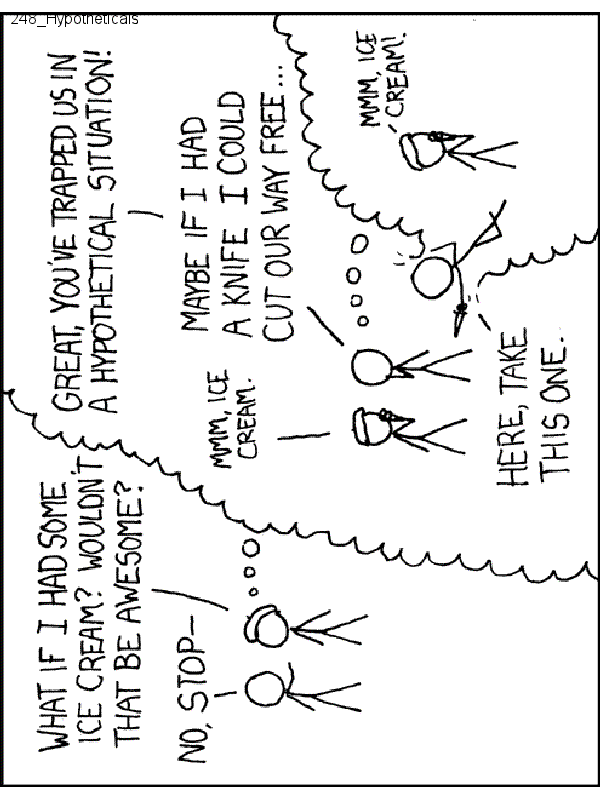 248_Hypotheticals
WHAT IF I HAD SOME
ICE CREAM? WOULDN'T
THAT BE AWESOME?
NO, STOP—
GREAT, YOU'VE TRAPPED US IN
A HYPOTHETICAL SITUATION!
MMM, ICE
CREAM.
MAYBE IF I HAD
A KNIFE I COULD
CUT OUR WAY FREE...
MMM, ICE
CREAM!
HERE, TAKE
THIS ONE.